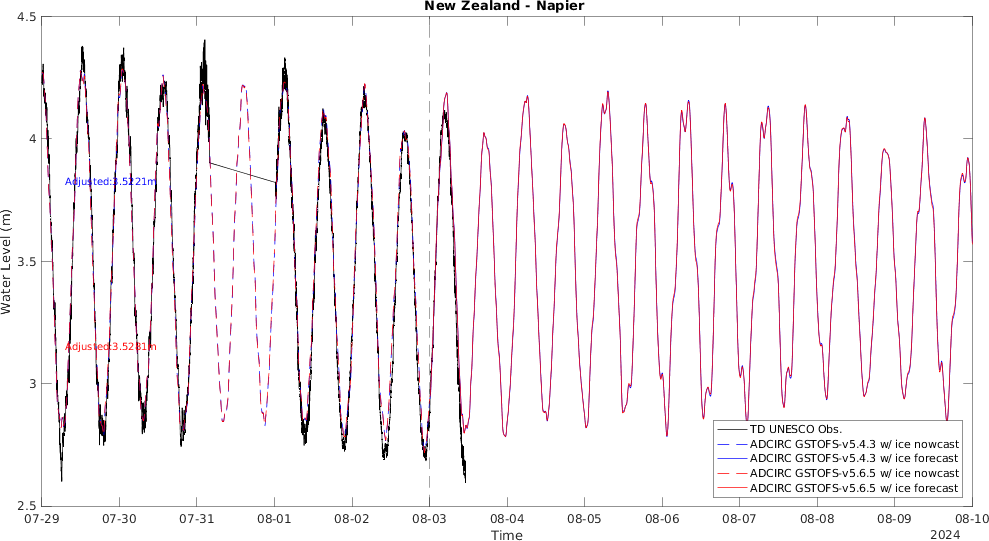 New Zealand - Napier
4.5
4
3.5
3
2.5
Water Level (m)
Adjusted:3.5221m
Adjusted:3.5281m
TD UNESCO Obs.
ADCIRC GSTOFS-v5.4.3 w/ ice nowcast
ADCIRC GSTOFS-v5.4.3 w/ ice forecast
ADCIRC GSTOFS-v5.6.5 w/ ice nowcast
ADCIRC GSTOFS-v5.6.5 w/ ice forecast
07-29 07-30 07-31 08-01 08-02 08-03 08-04 08-05 08-06 08-07 08-08 08-09 08-10
Time
2024